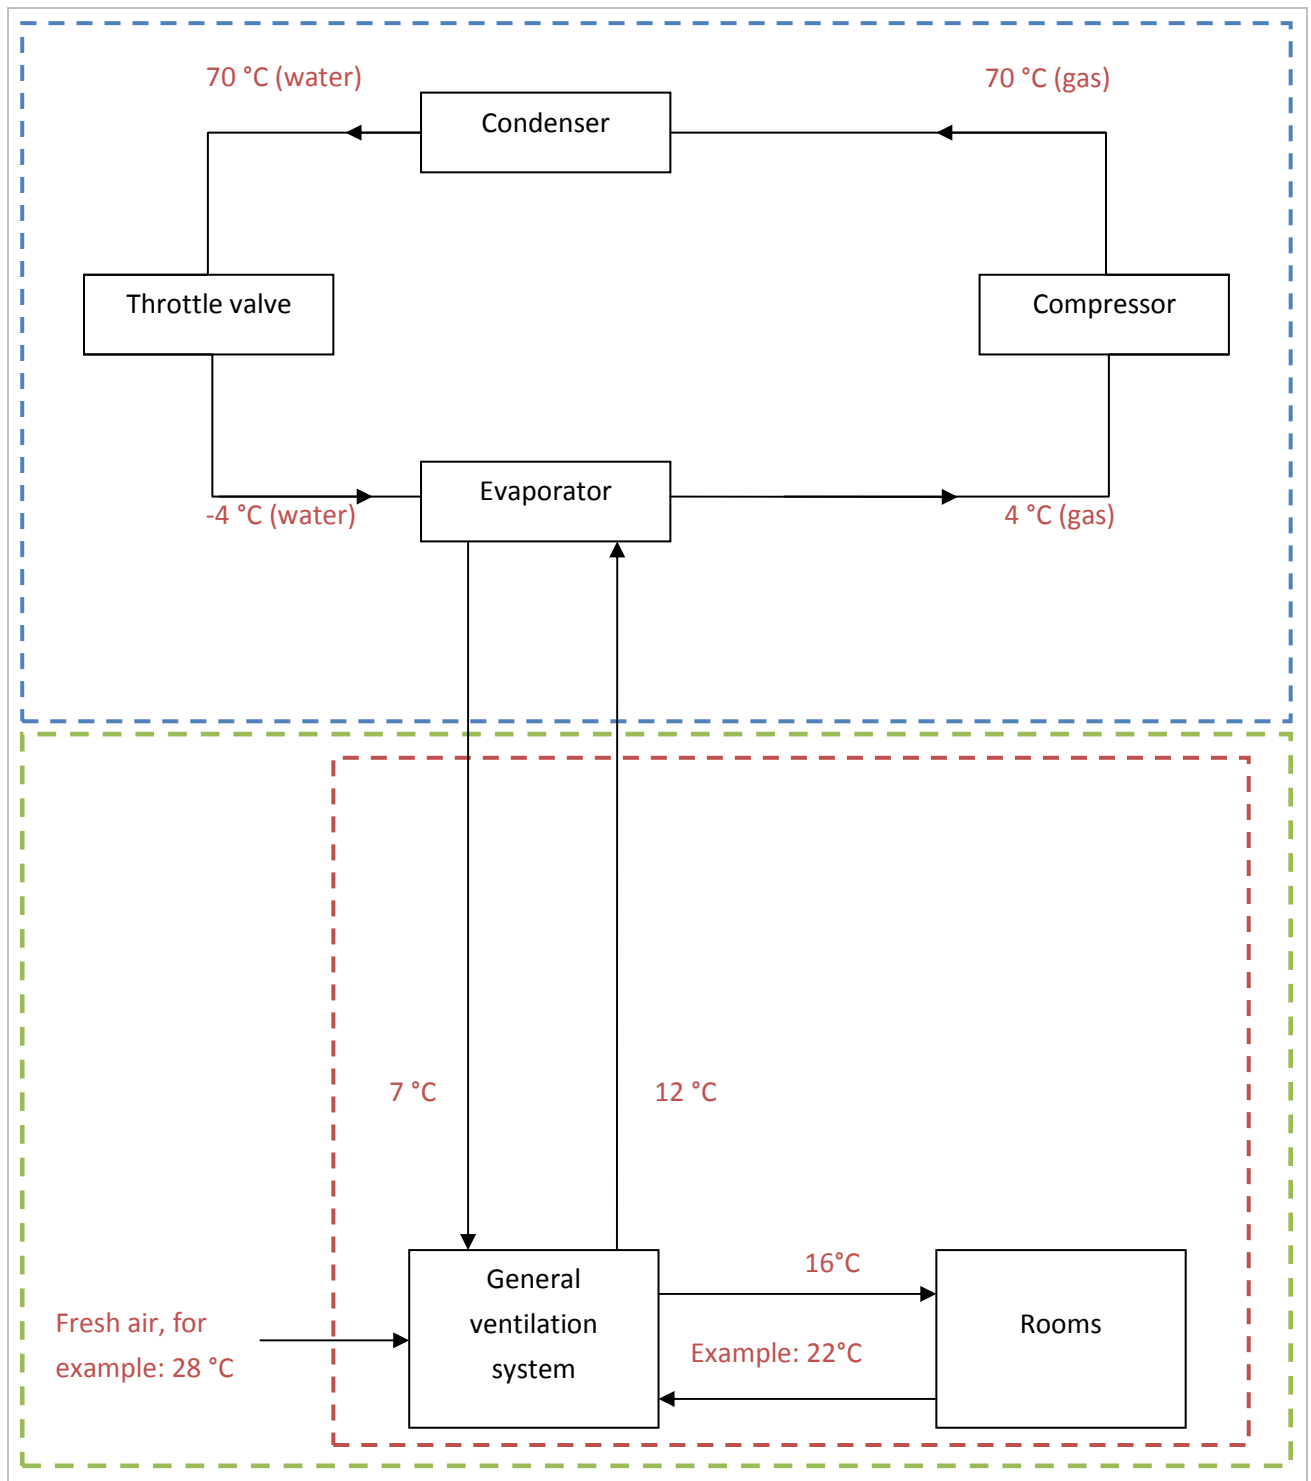 70 °C (water)
70 °C (gas)
Condenser
Throttle valve
Compressor
Evaporator
-4 °C (water)
4 °C (gas)
7 °C
12 °C
General
ventilation
system
16°C
Rooms
Fresh air, for
example: 28 °C
Example: 22°C